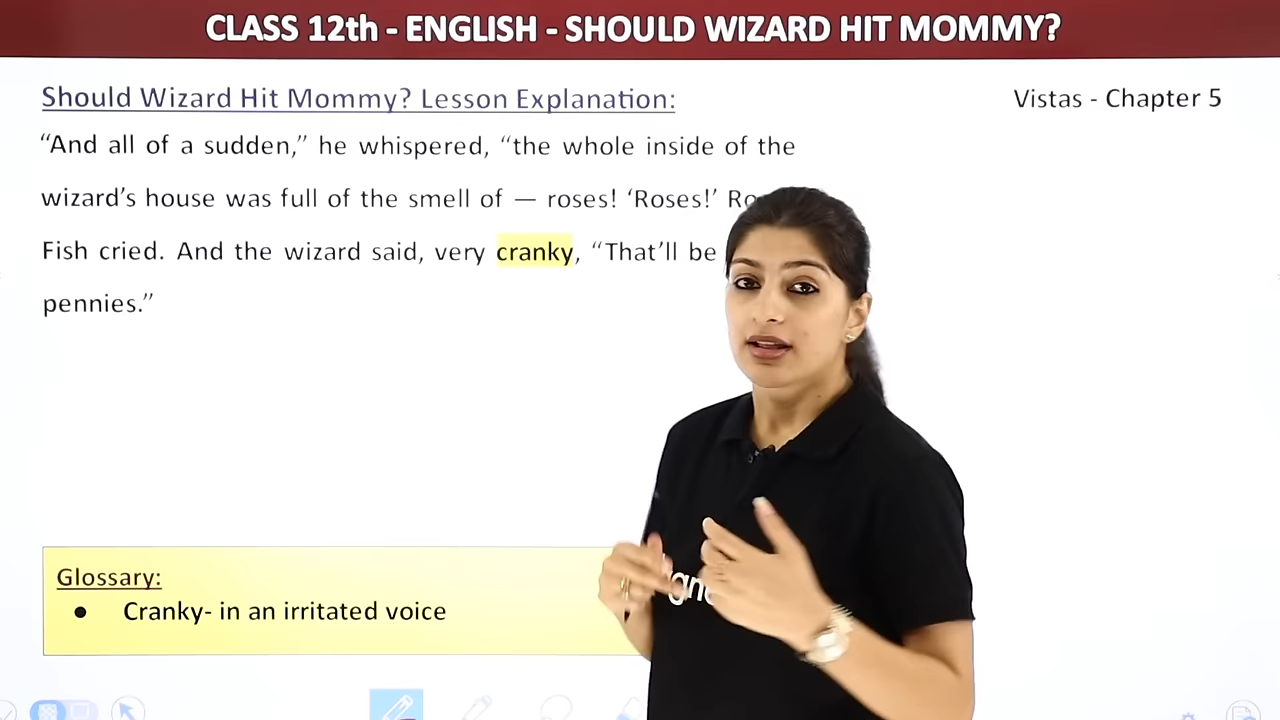 CLASS 12th - ENGLISH - SHOULD WIZARD HIT MOMMY?
Should Wizard Hit Mommy? Lesson Explanation:
Vistas - Chapter 5
“And all of a sudden,” he whispered, “the whole inside of the
wizard’s house was full of the smell of — roses! ‘Roses!’
Fish cried. And the wizard said, very cranky, “That’ll be
pennies.”
Glossary:
● Cranky- in an irritated voice